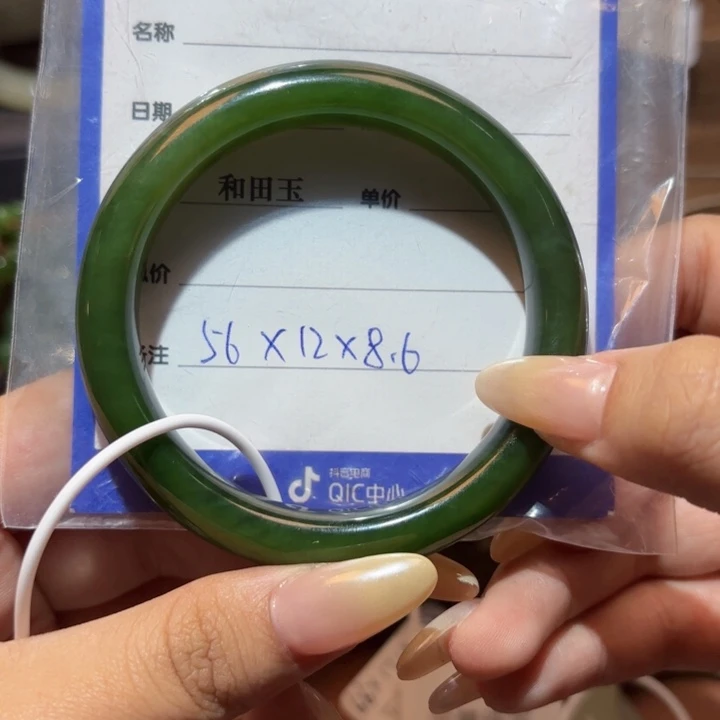 名称
日期
和田玉 单价
价
注 56×12×8.6
抖音电商
QIC中心